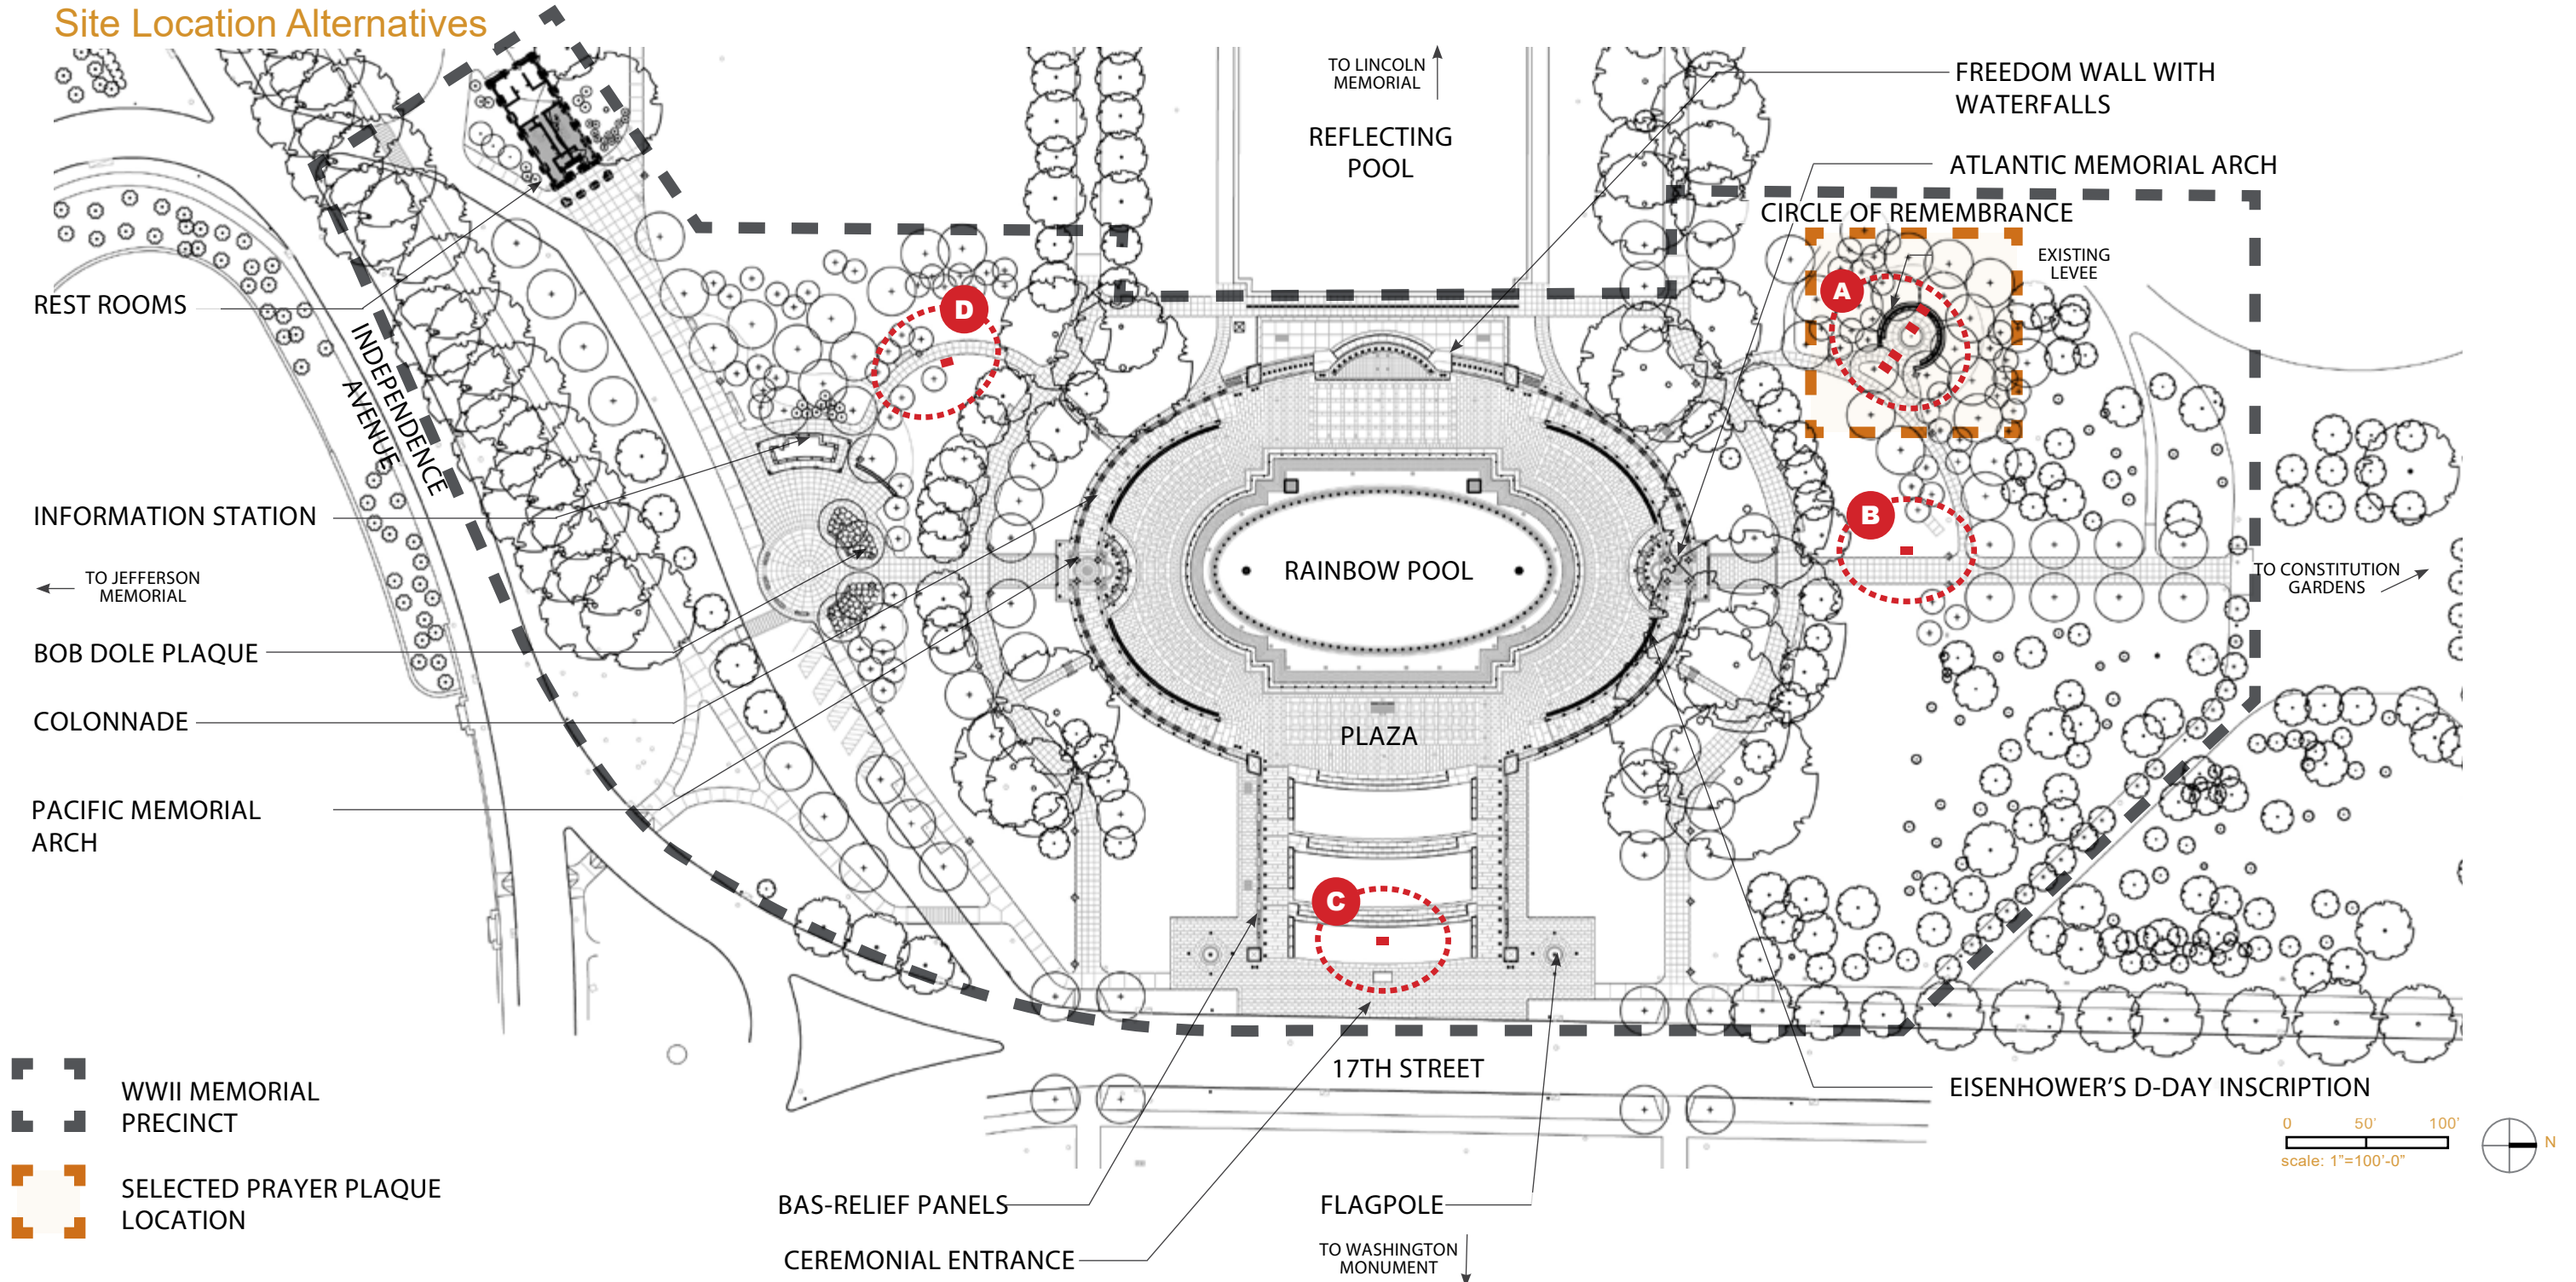 Site Location Alternatives
TO LINCOLN
MEMORIAL
REFLECTING
POOL
FREEDOM WALL WITH
WATERFALLS
ATLANTIC MEMORIAL ARCH
CIRCLE OF REMEMBRANCE
EXISTING
LEVEE
A
D
REST ROOMS
INDEPENDENCE
AVENUE
INFORMATION STATION
B
TO JEFFERSON
MEMORIAL
RAINBOW POOL
TO CONSTITUTION
GARDENS
BOB DOLE PLAQUE
COLONNADE
PLAZA
PACIFIC MEMORIAL
ARCH
C
17TH STREET
EISENHOWER'S D-DAY INSCRIPTION
WWII MEMORIAL
PRECINCT
0 50' 100'
scale: 1"=100'-0"
N
SELECTED PRAYER PLAQUE
LOCATION
BAS-RELIEF PANELS
FLAGPOLE
CEREMONIAL ENTRANCE
TO WASHINGTON
MONUMENT